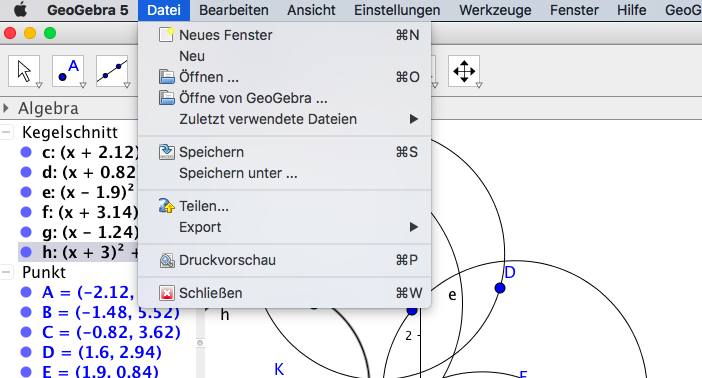 GeoGebra 5 Datei Bearbeiten Ansicht Einstellungen Werkzeuge Fenster Hilfe GeoG
A
Neues Fenster ⌘N
Neu
Öffnen ... ⌘O
Öffne von GeoGebra ...
Zuletzt verwendete Dateien
Speichern ⌘S
Speichern unter ...
Teilen...
Export
Druckvorschau ⌘P
Schließen ⌘W
Algebra
Kegelschnitt
c: (x + 2.12)
d: (x + 0.82
e: (x – 1.9)²
f: (x + 3.14)
g: (x – 1.24)
h: (x + 3)² +
Punkt
A = (-2.12,
B = (-1.48, 5.52)
C = (-0.82, 3.62)
D = (1.6, 2.94)
E = (1.9, 0.84)
D
e
h
2
K